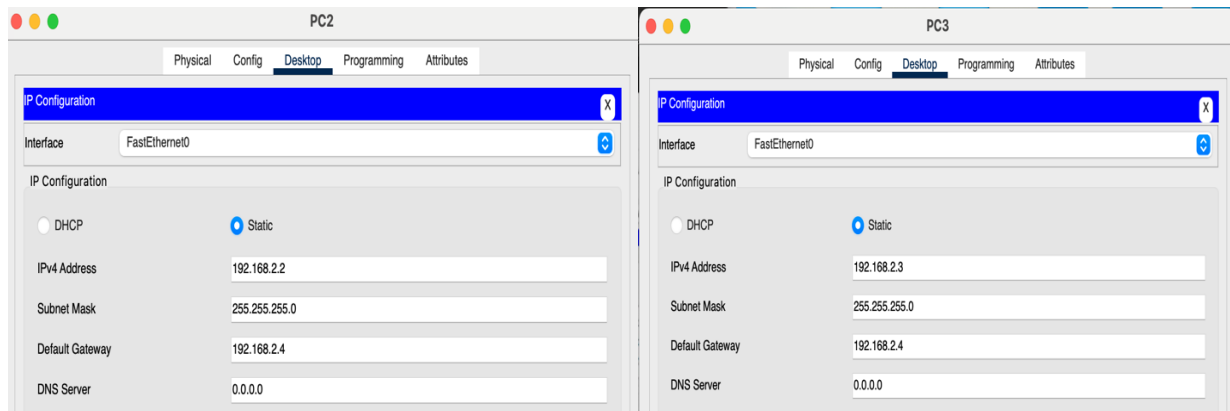 PC2
Physical Config Desktop Programming Attributes
IP Configuration X
Interface FastEthernet0
IP Configuration
DHCP Static
IPv4 Address 192.168.2.2
Subnet Mask 255.255.255.0
Default Gateway 192.168.2.4
DNS Server 0.0.0.0
PC3
Physical Config Desktop Programming Attributes
IP Configuration X
Interface FastEthernet0
IP Configuration
DHCP Static
IPv4 Address 192.168.2.3
Subnet Mask 255.255.255.0
Default Gateway 192.168.2.4
DNS Server 0.0.0.0